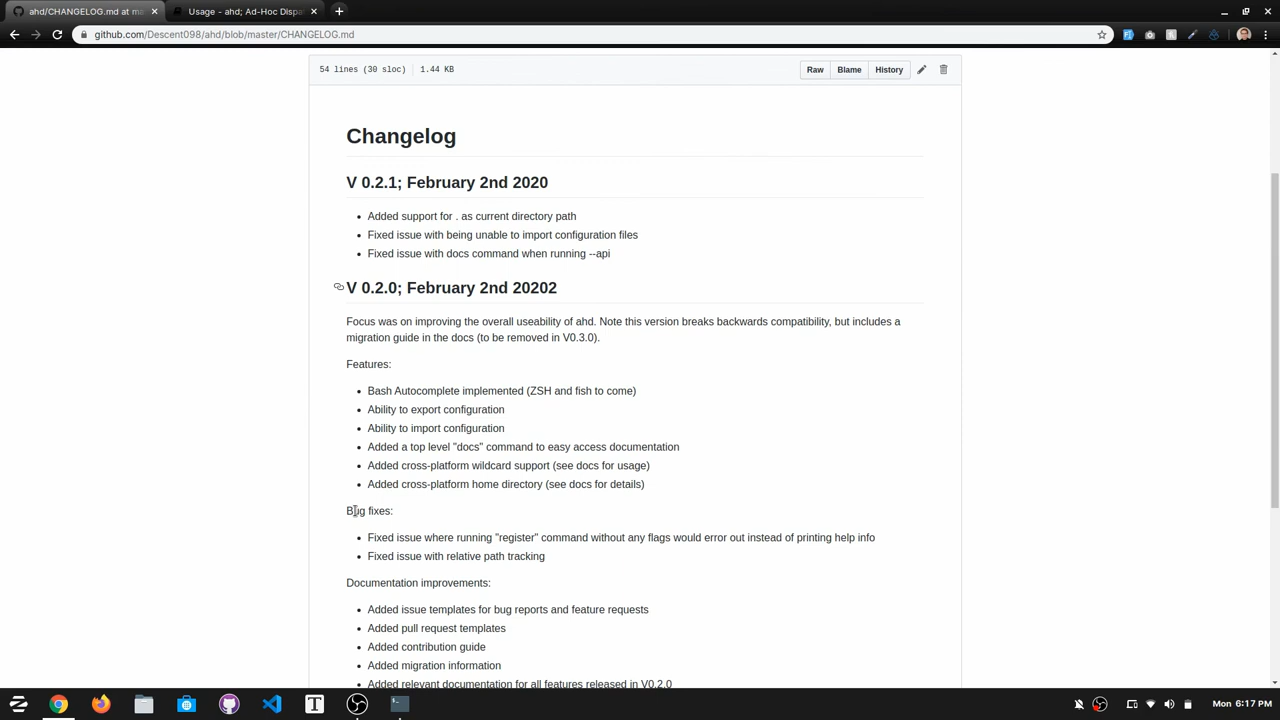 ahd/CHANGELOG.md at ma
Usage - ahd; Ad-Hoc Dispa
github.com/Descent098/ahd/blob/master/CHANGELOG.md
54 lines (30 sloc) 1.44 KB
Raw Blame History
Changelog
V 0.2.1; February 2nd 2020
Added support for . as current directory path
Fixed issue with being unable to import configuration files
Fixed issue with docs command when running --api
V 0.2.0; February 2nd 20202
Focus was on improving the overall useability of ahd. Note this version breaks backwards compatibility, but includes a
migration guide in the docs (to be removed in V0.3.0).
Features:
Bash Autocomplete implemented (ZSH and fish to come)
Ability to export configuration
Ability to import configuration
Added a top level "docs" command to easy access documentation
Added cross-platform wildcard support (see docs for usage)
Added cross-platform home directory (see docs for details)
Bug fixes:
Fixed issue where running "register" command without any flags would error out instead of printing help info
Fixed issue with relative path tracking
Documentation improvements:
Added issue templates for bug reports and feature requests
Added pull request templates
Added contribution guide
Added migration information
Added relevant documentation for all features released in V0.2.0
T
Mon 6:17 PM